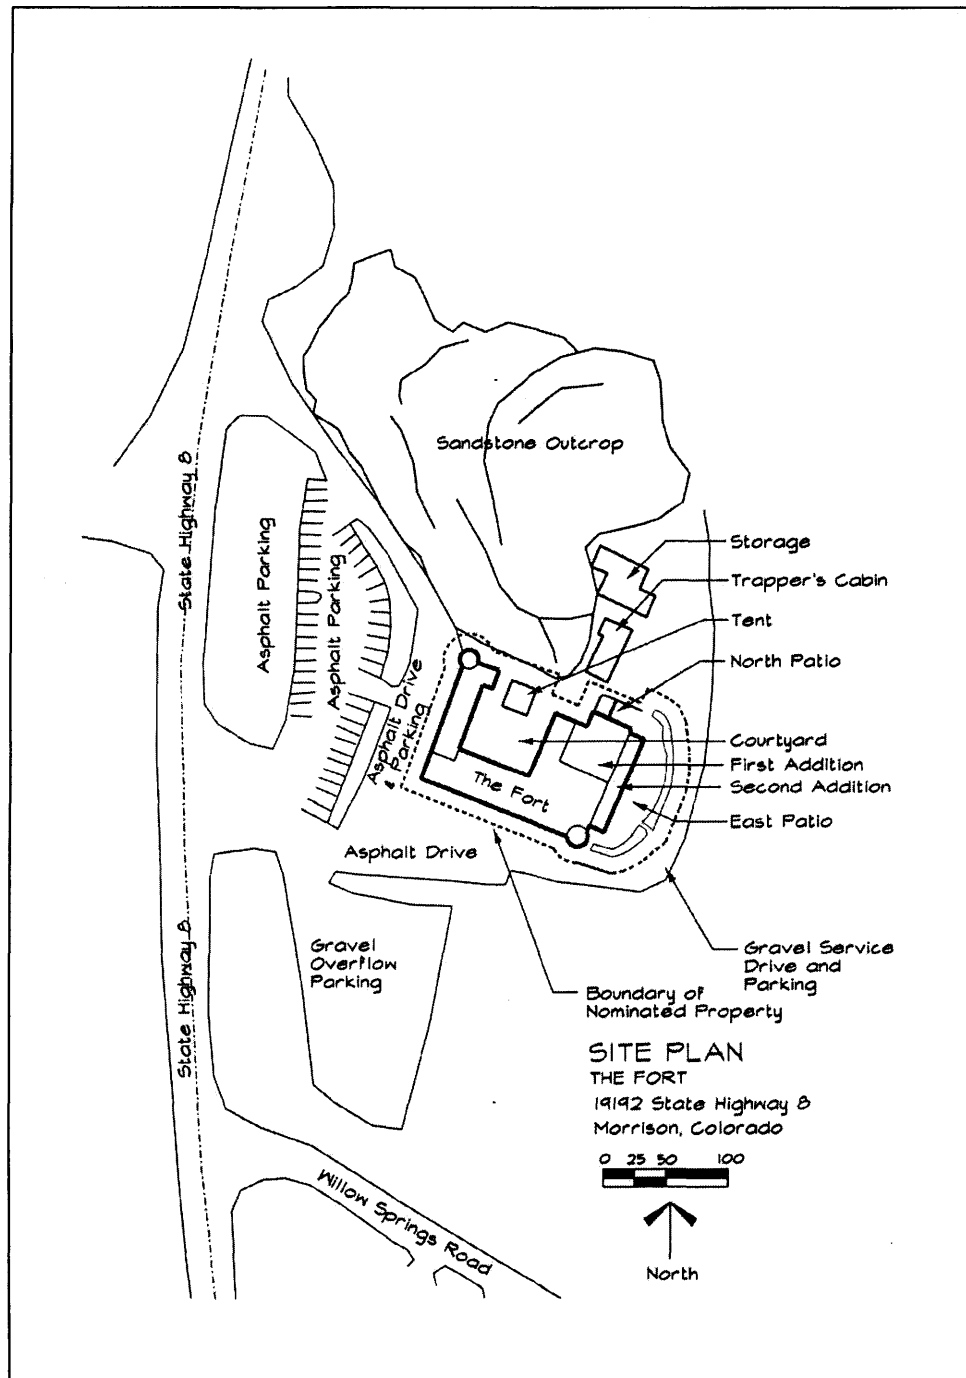 Sandstone Outcrop
State Highway 8
Asphalt Parking
Asphalt Parking
Storage
Trapper's Cabin
Tent
North Patio
Asphalt Drive
& Parking
Courtyard
First Addition
Second Addition
The Fort
East Patio
Asphalt Drive
State Highway 8
Gravel
Overflow
Parking
Gravel Service
Drive and
Parking
Boundary of
Nominated Property
SITE PLAN
THE FORT
19192 State Highway 8
Morrison, Colorado
0 25 50 100
Willow Springs Road
North